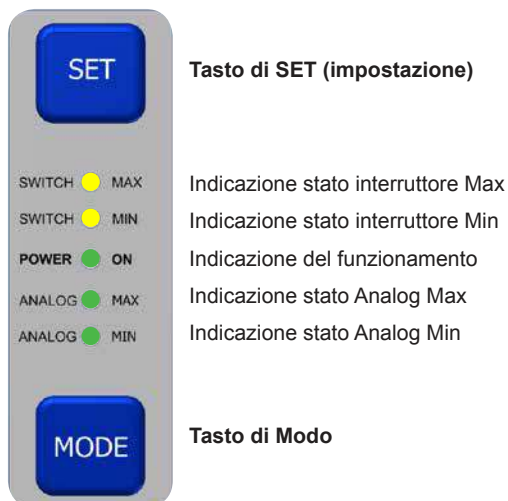 SET Tasto di SET (impostazione)
SWITCH MAX Indicazione stato interruttore Max
SWITCH MIN Indicazione stato interruttore Min
POWER ON Indicazione del funzionamento
ANALOG MAX Indicazione stato Analog Max
ANALOG MIN Indicazione stato Analog Min
MODE Tasto di Modo